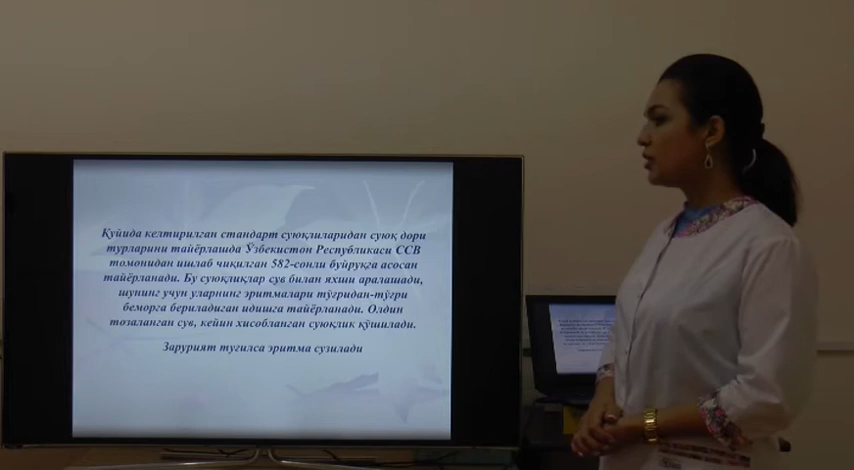 Қуйида келтирилган стандарт суюқлиларидан суюқ дори
турларини тайёрлашда Ўзбекистон Республикаси ССВ
томонидан ишлаб чиқилган 582-сонли буйруққа асосан
тайёрланади. Бу суюқликлар сув билан яхши аралашади,
шунинг учун уларнинг эритмалари тўғридан-тўғри
беморга бериладиган идишга тайёрланади. Олдин
тозаланган сув, кейин хисобланган суюқлик қўшилади.
Зарурият туғилса эритма сузилади